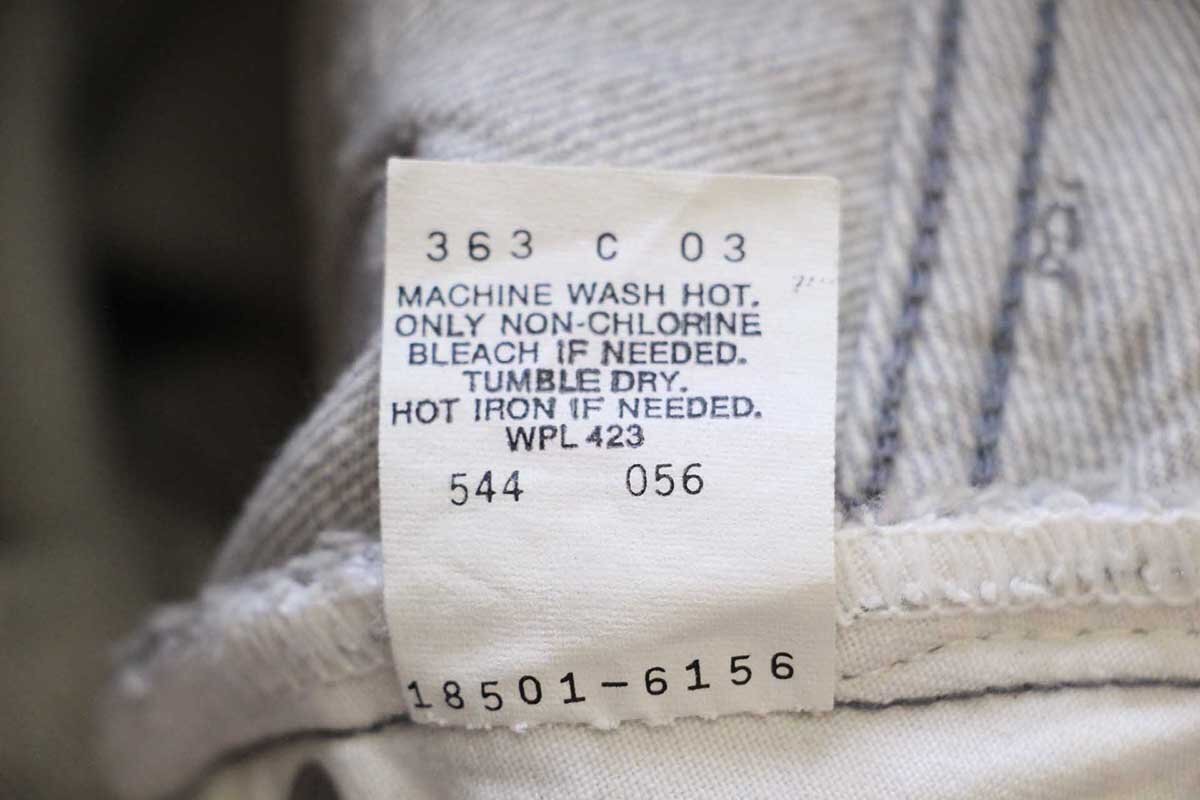 363 C 03
MACHINE WASH HOT.
ONLY NON-CHLORINE
BLEACH IF NEEDED.
TUMBLE DRY.
HOT IRON IF NEEDED.
WPL 423
544 056
18501-6156